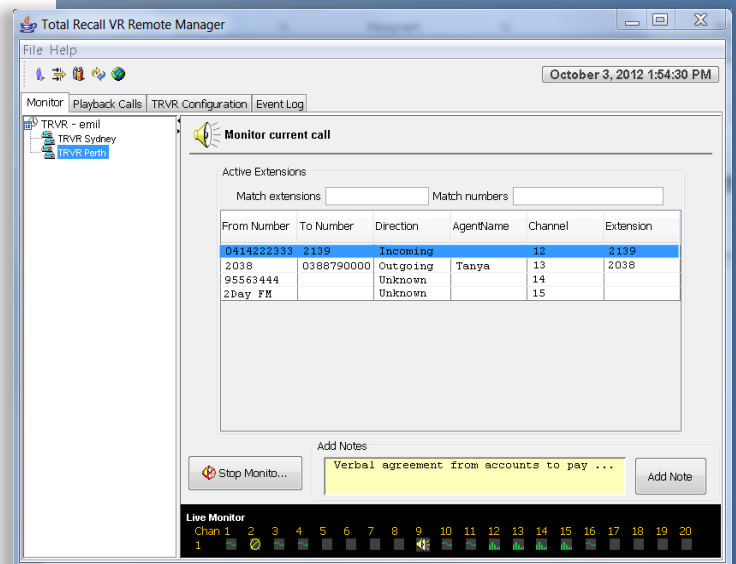 Total Recall VR Remote Manager
File Help
October 3, 2012 1:54:30 PM
Monitor Playback Calls TRVR Configuration Event Log
TRVR - emil
TRVR Sydney
TRVR Perth
Monitor current call
Active Extensions
Match extensions Match numbers
From Number To Number Direction AgentName Channel Extension
0414222333 2139 Incoming 12 2139
2038 0388790000 Outgoing Tanya 13 2038
95563444 Unknown 14
2Day FM Unknown 15
Add Notes
Stop Monito... Verbal agreement from accounts to pay ... Add Note
Live Monitor
Chan 1 2 3 4 5 6 7 8 9 10 11 12 13 14 15 16 17 18 19 20
1